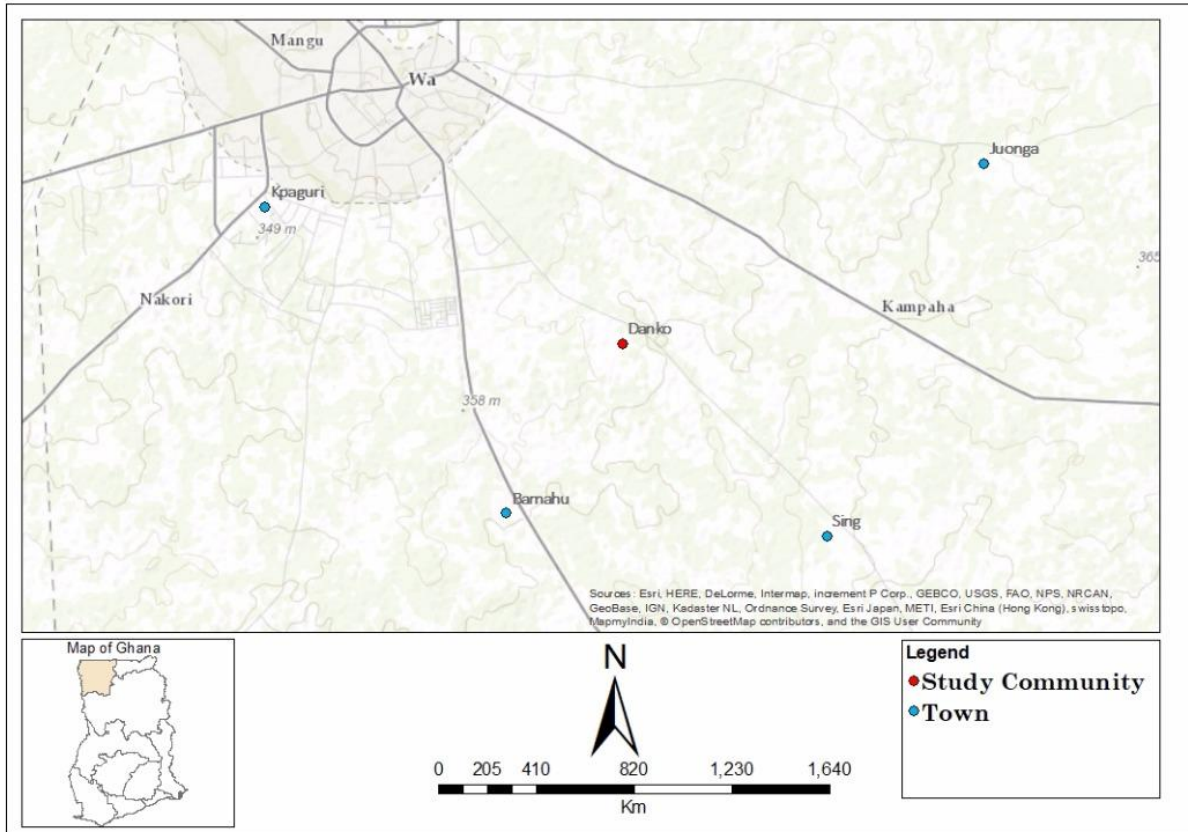 Mangu
Wa
Juonga
Kpaguri
349 m
365
Nakori
Kampaha
Danko
358 m
Bamahu
Sing
Sources: Esri, HERE, DeLorme, Intermap, increment P Corp., GEBCO, USGS, FAO, NPS, NRCAN,
GeoBase, IGN, Kadaster NL, Ordnance Survey, Esri Japan, METI, Esri China (Hong Kong), swisstopo,
MapmyIndia, © OpenStreetMap contributors, and the GIS User Community
Map of Ghana
N
0 205 410 820 1,230 1,640
Km
Legend
Study Community
Town